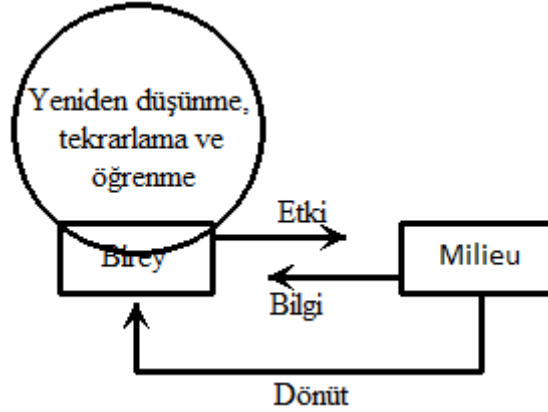 Yeniden düşünme,
tekrarlama ve
öğrenme
Etki
Birey
Milieu
Bilgi
Dönüt